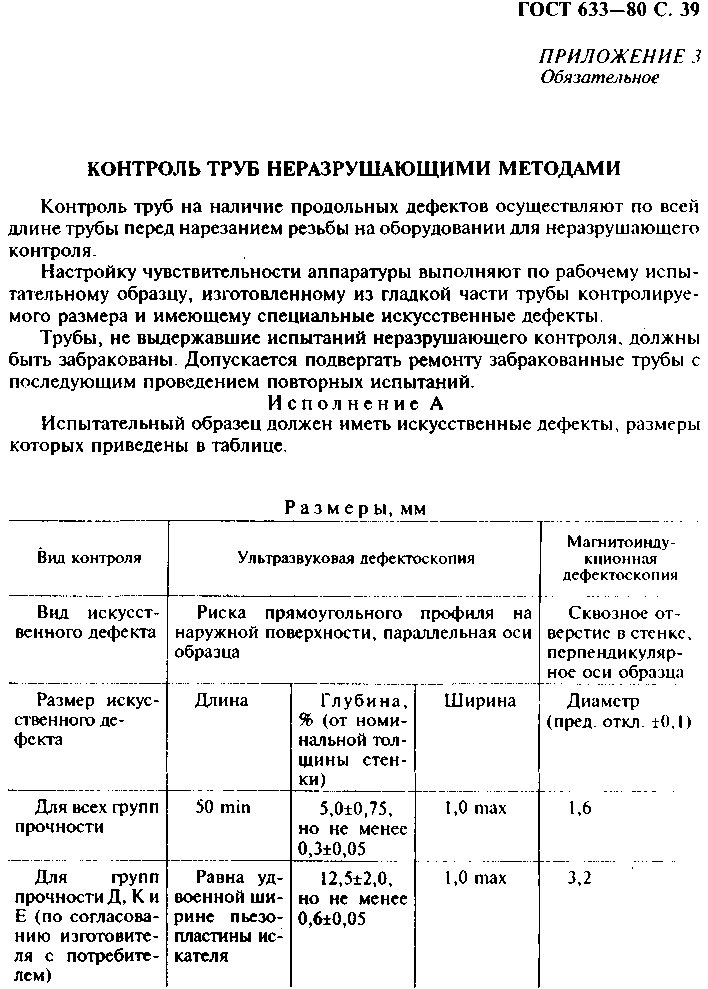 ГОСТ 633—80 С. 39
ПРИЛОЖЕНИЕ 3
Обязательное
КОНТРОЛЬ ТРУБ НЕРАЗРУШАЮЩИМИ МЕТОДАМИ
Контроль труб на наличие продольных дефектов осуществляют по всей
длине трубы перед нарезанием резьбы на оборудовании для неразрушающего
контроля.
Настройку чувствительности аппаратуры выполняют по рабочему испы-
тательному образцу, изготовленному из гладкой части трубы контролируе-
мого размера и имеющему специальные искусственные дефекты.
Трубы, не выдержавшие испытаний неразрушающего контроля, должны
быть забракованы. Допускается подвергать ремонту забракованные трубы с
последующим проведением повторных испытаний.
Исполнение А
Испытательный образец должен иметь искусственные дефекты, размеры
которых приведены в таблице.
Размеры, мм
Вид контроля
Ультразвуковая дефектоскопия
Магнитоинду-
кционная
дефектоскопия
Вид искусст-
венного дефекта
Риска прямоугольного профиля на
наружной поверхности, параллельная оси
образца
Сквозное от-
верстие в стенке,
перпендикуляр-
ное оси образца
Размер искус-
ственного де-
фекта
Длина
Глубина,
% (от номи-
нальной тол-
щины стен-
ки)
Ширина
Диаметр
(пред. откл. ±0,1)
Для всех групп
прочности
50 min
5,0±0,75,
но не менее
0,3±0,05
1,0 max
1,6
Для групп
прочности Д, К и
Е (по согласова-
нию изготовите-
ля с потребите-
лем)
Равна уд-
военной ши-
рине пьезо-
пластины ис-
кателя
12,5±2,0,
но не менее
0,6±0,05
1,0 max
3,2